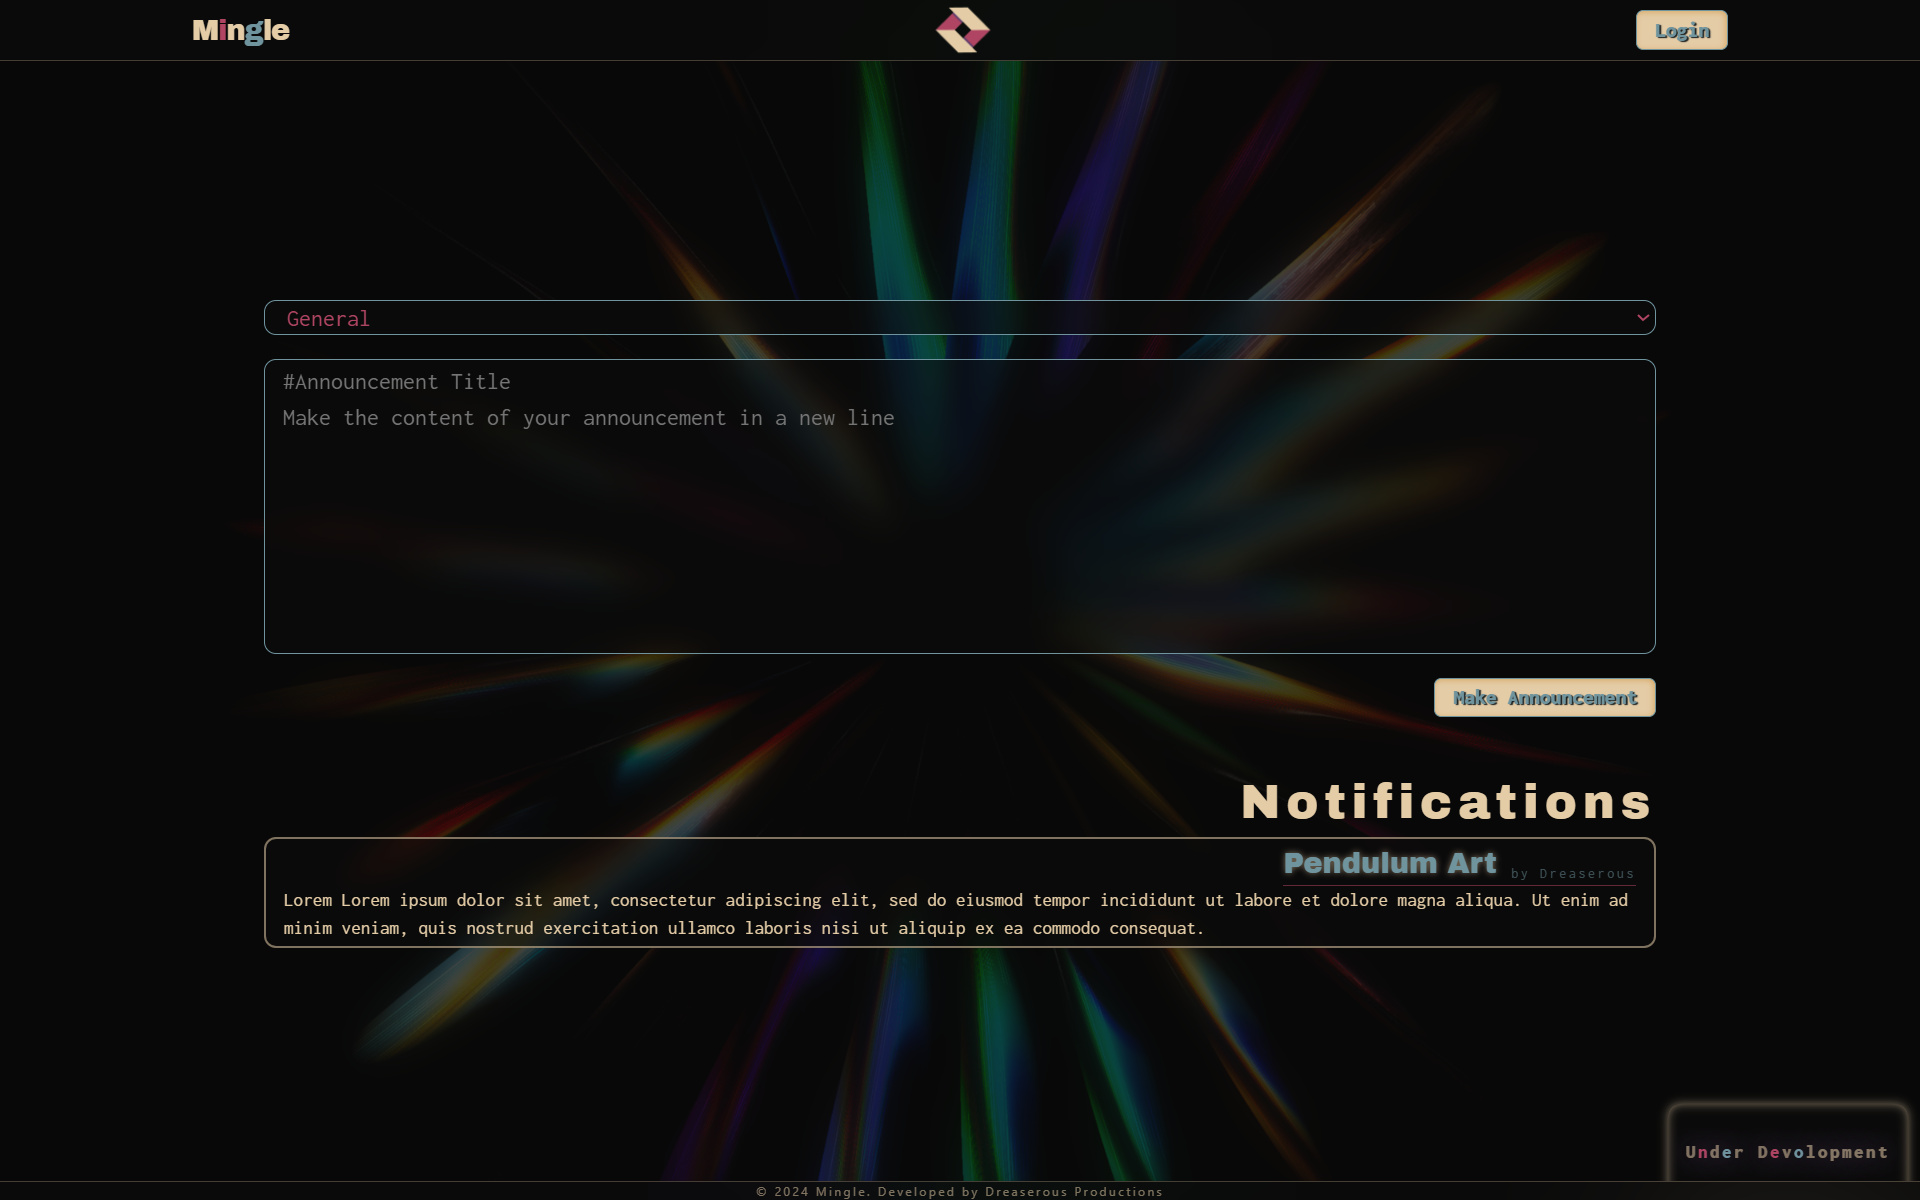 Mingle
Login
General
#Announcement Title
Make the content of your announcement in a new line
Make Announcement
Notifications
Pendulum Art by Dreaserous
Lorem Lorem ipsum dolor sit amet, consectetur adipiscing elit, sed do eiusmod tempor incididunt ut labore et dolore magna aliqua. Ut enim ad
minim veniam, quis nostrud exercitation ullamco laboris nisi ut aliquip ex ea commodo consequat.
Under Devolopment
© 2024 Mingle. Developed by Dreaserous Productions